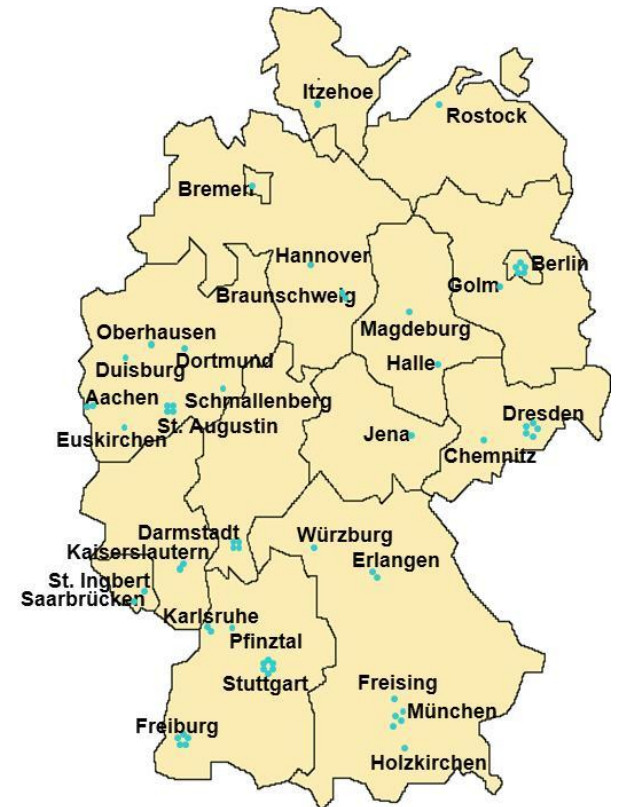 Itzehoe
Rostock
Bremen
Hannover
Berlin
Golm
Braunschweig
Magdeburg
Oberhausen
Dortmund
Halle
Duisburg
Aachen
Schmallenberg
Dresden
St. Augustin
Euskirchen
Jena
Chemnitz
Darmstadt
Würzburg
Kaiserslautern
Erlangen
St. Ingbert
Saarbrücken
Karlsruhe
Pfinztal
Stuttgart
Freising
München
Freiburg
Holzkirchen